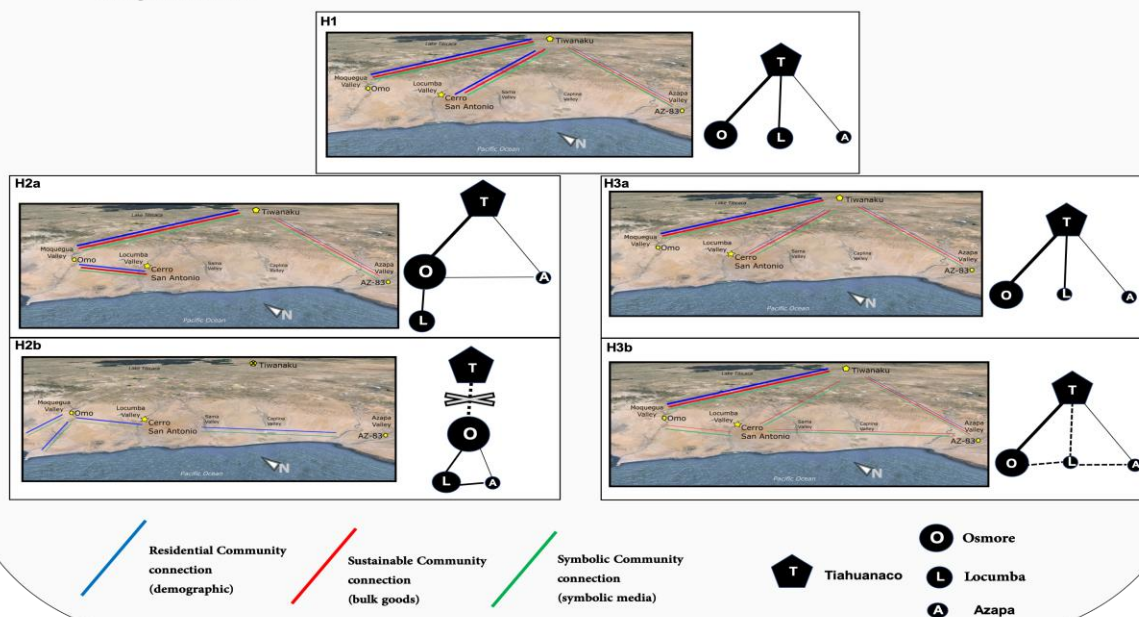 H1
Lake Titicaca
Tiwanaku
Moquegua
Valley
Omo
Locumba
Valley
Cerro
San Antonio
Sama
Valley
Caplina
Valley
Azapa
Valley
AZ-83
Pacific Ocean
N
T
O
L
A
H2a
Lake Titicaca
Tiwanaku
Moquegua
Valley
Omo
Locumba
Valley
Cerro
San Antonio
Sama
Valley
Caplina
Valley
Azapa
Valley
AZ-83
Pacific Ocean
N
T
O
A
L
H3a
Lake Titicaca
Tiwanaku
Moquegua
Valley
Omo
Locumba
Valley
Cerro
San Antonio
Sama
Valley
Caplina
Valley
Azapa
Valley
AZ-83
Pacific Ocean
N
T
O
L
A
H2b
Lake Titicaca
Tiwanaku
Moquegua
Valley
Omo
Locumba
Valley
Cerro
San Antonio
Sama
Valley
Caplina
Valley
Azapa
Valley
AZ-83
Pacific Ocean
N
T
O
L
A
H3b
Lake Titicaca
Tiwanaku
Moquegua
Valley
Omo
Locumba
Valley
Cerro
San Antonio
Sama
Valley
Caplina
Valley
Azapa
Valley
AZ-83
Pacific Ocean
N
T
O
L
A
Residential Community
connection
(demographic)
Sustainable Community
connection
(bulk goods)
Symbolic Community
connection
(symbolic media)
T Tiahuanaco
O Osmore
L Locumba
A Azapa